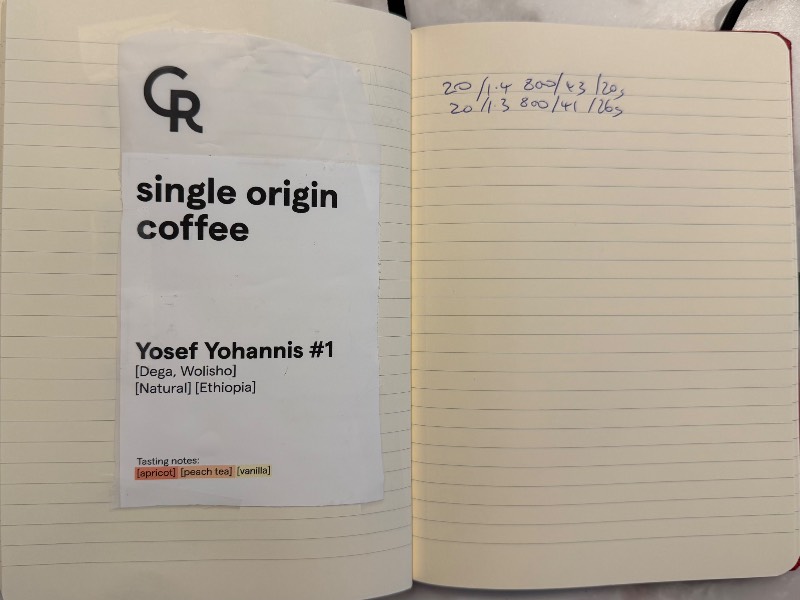 CR
single origin
coffee
Yosef Yohannis #1
[Dega, Wolisho]
[Natural] [Ethiopia]
Tasting notes:
[apricot] [peach tea] [vanilla]
20/1.4 800/43/20s
20/1.3 800/41/26s